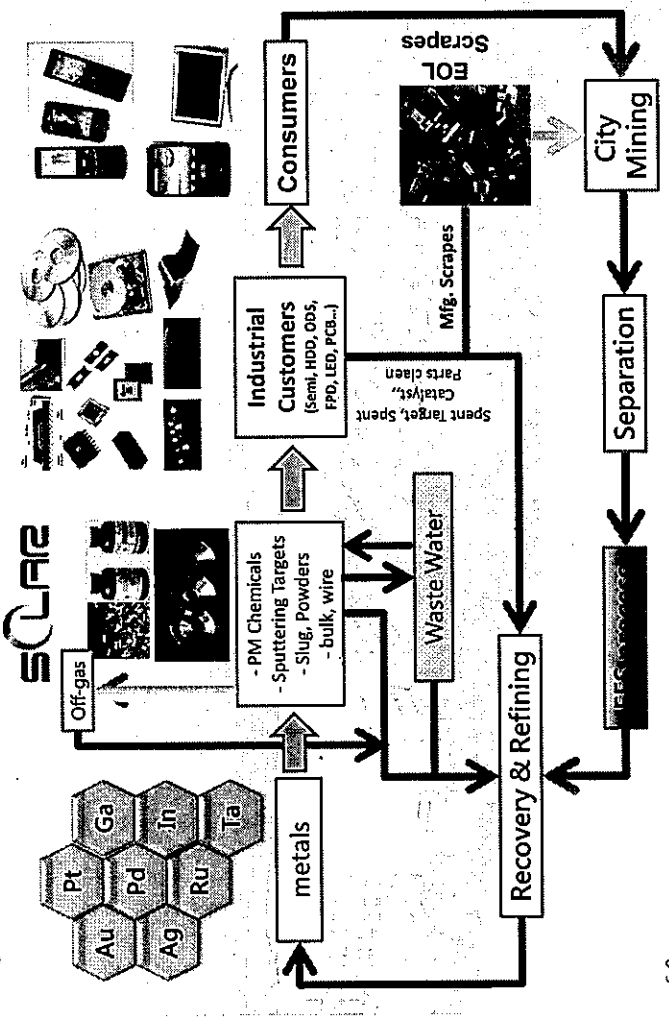 SOLAR
Au
Ag
Pt
Pd
Ru
Ga
In
Ta
Off-gas
metals
- PM Chemicals
- Sputtering Targets
- Slug, Powders
- bulk, wire
Industrial
Customers
(Semi, HDD, ODS,
FPD, LED, PCB...)
Consumers
Waste Water
Spent Target, Spent
Catalyst,,
Parts claen
Mfg. Scrapes
EOL
Scrapes
Recovery & Refining
Separation
City
Mining